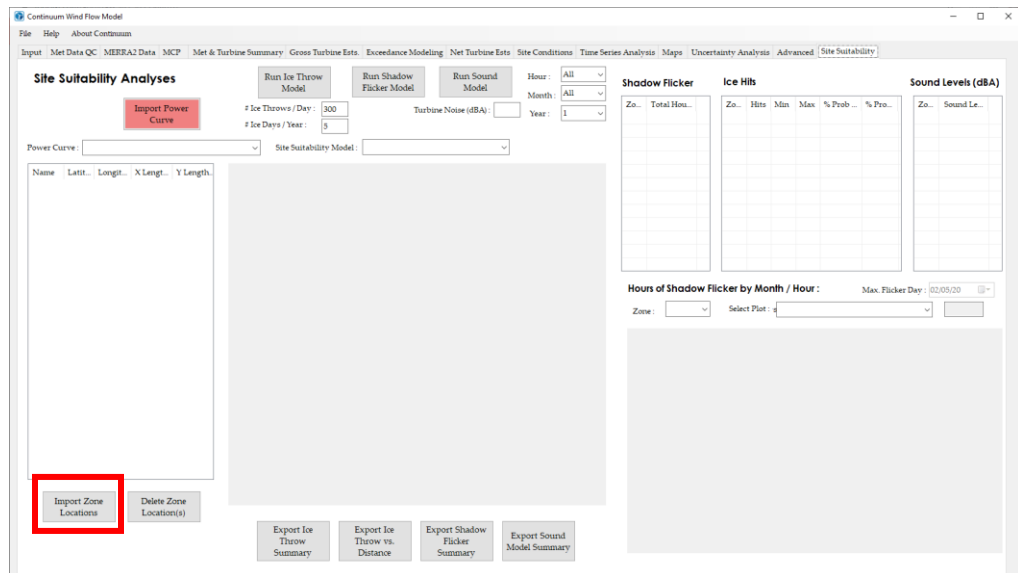 Continuum Wind Flow Model
File Help About Continuum
Input Met Data QC MERRA2 Data MCP Met & Turbine Summary Gross Turbine Ests. Exceedance Modeling Net Turbine Ests Site Conditions Time Series Analysis Maps Uncertainty Analysis Advanced Site Suitability
Site Suitability Analyses
Import Power
Curve
Run Ice Throw
Model
Run Shadow
Flicker Model
Run Sound
Model
# Ice Throws / Day : 300
# Ice Days / Year : 5
Turbine Noise (dBA) :
Hour : All
Month : All
Year : 1
Power Curve :
Site Suitability Model :
Name Latit... Longit... X Lengt... Y Length...
Import Zone
Locations
Delete Zone
Location(s)
Export Ice
Throw
Summary
Export Ice
Throw vs.
Distance
Export Shadow
Flicker
Summary
Export Sound
Model Summary
Shadow Flicker
Zo... Total Hou...
Ice Hits
Zo... Hits Min Max % Prob ... % Pro...
Sound Levels (dBA)
Zo... Sound Le...
Hours of Shadow Flicker by Month / Hour :
Max. Flicker Day : 02/05/20
Zone :
Select Plot : s